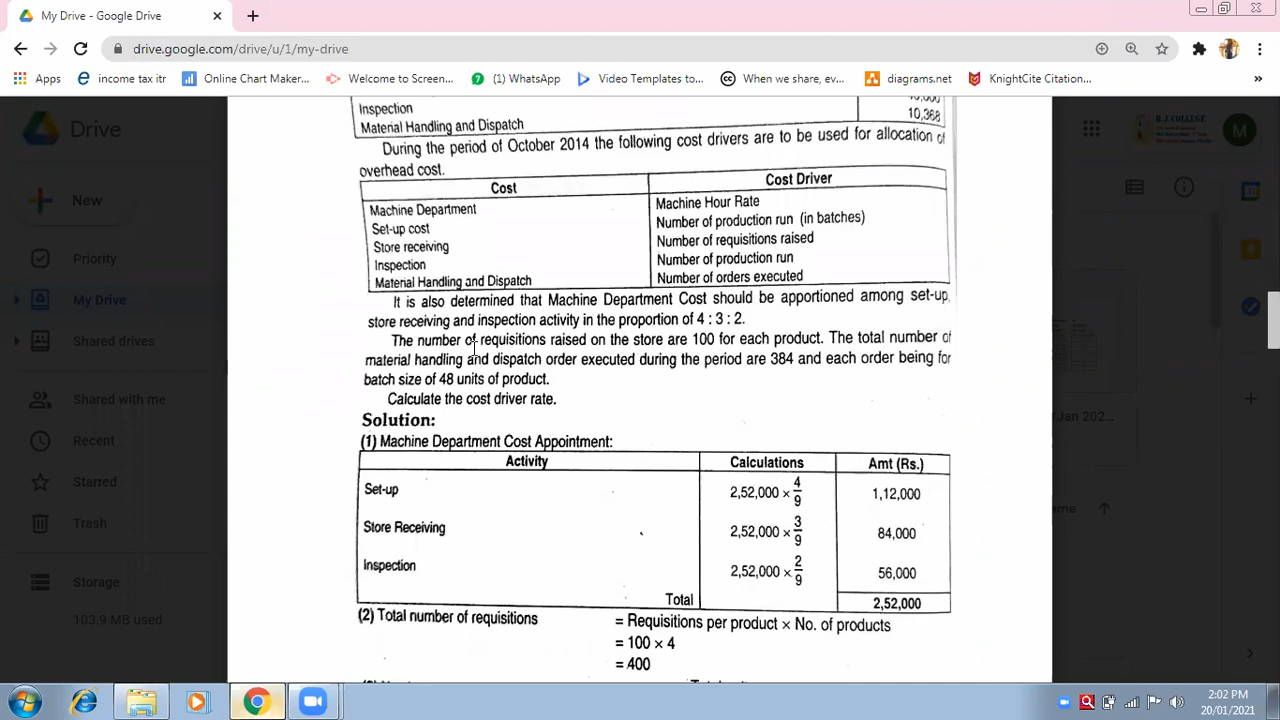 My Drive - Google Drive
drive.google.com/drive/u/1/my-drive
Apps income tax itr Online Chart Maker... Welcome to Screen... (1) WhatsApp Video Templates to... When we share, ev... diagrams.net KnightCite Citation... »
Drive
New
Priority
My Drive
Shared drives
Shared with me
Recent
Starred
Trash
Storage
103.9 MB used
R.J. COLLEGE
M
Jan 202...
Inspection
Material Handling and Dispatch 10,368
During the period of October 2014 the following cost drivers are to be used for allocation of
overhead cost.
Cost Cost Driver
Machine Department Machine Hour Rate
Set-up cost Number of production run (in batches)
Store receiving Number of requisitions raised
Inspection Number of production run
Material Handling and Dispatch Number of orders executed
It is also determined that Machine Department Cost should be apportioned among set-up,
store receiving and inspection activity in the proportion of 4 : 3 : 2.
The number of requisitions raised on the store are 100 for each product. The total number of
material handling and dispatch order executed during the period are 384 and each order being for
batch size of 48 units of product.
Calculate the cost driver rate.
Solution:
(1) Machine Department Cost Appointment:
Activity Calculations Amt (Rs.)
Set-up 2,52,000 × 4/9 1,12,000
Store Receiving 2,52,000 × 3/9 84,000
Inspection 2,52,000 × 2/9 56,000
Total 2,52,000
(2) Total number of requisitions = Requisitions per product × No. of products
= 100 × 4
= 400
2:02 PM
20/01/2021